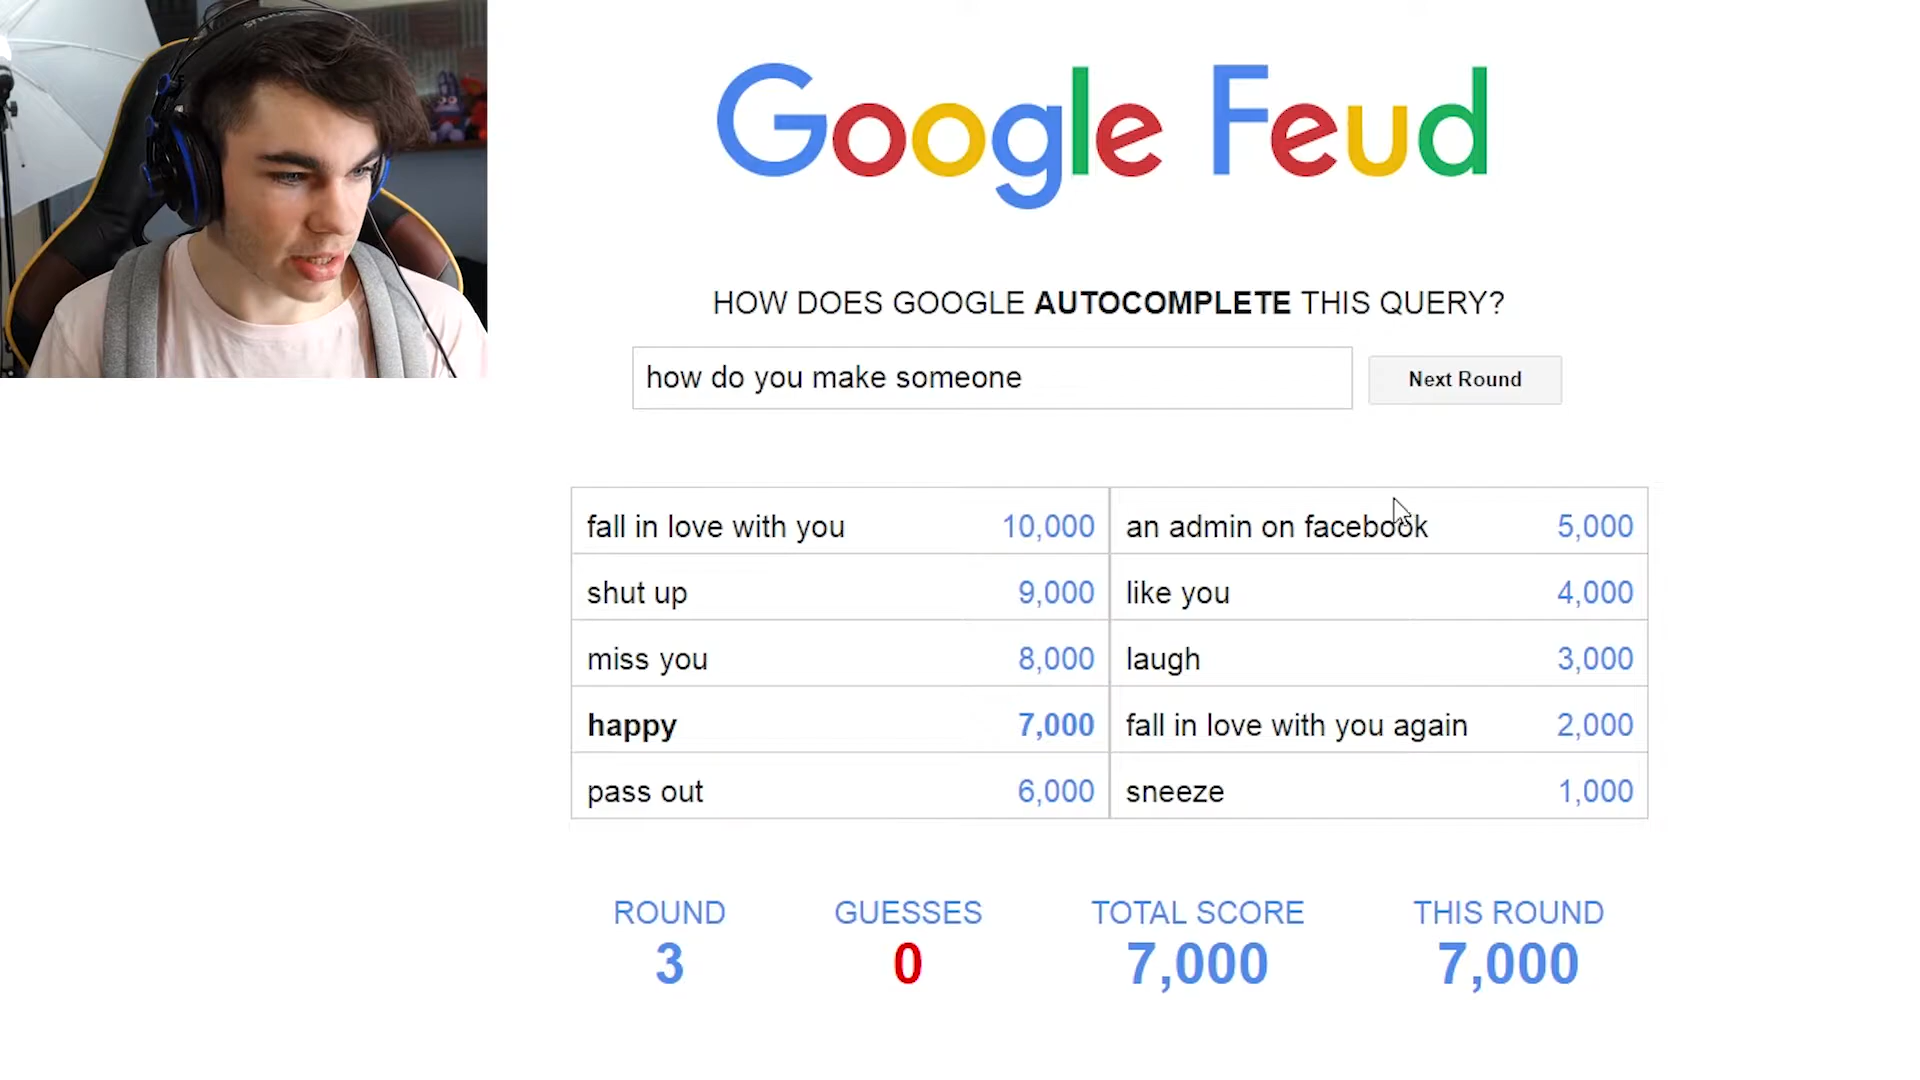 Google Feud
HOW DOES GOOGLE AUTOCOMPLETE THIS QUERY?
how do you make someone
Next Round
fall in love with you 10,000
an admin on facebook 5,000
shut up 9,000
like you 4,000
miss you 8,000
laugh 3,000
happy 7,000
fall in love with you again 2,000
pass out 6,000
sneeze 1,000
ROUND GUESSES TOTAL SCORE THIS ROUND
3 0 7,000 7,000